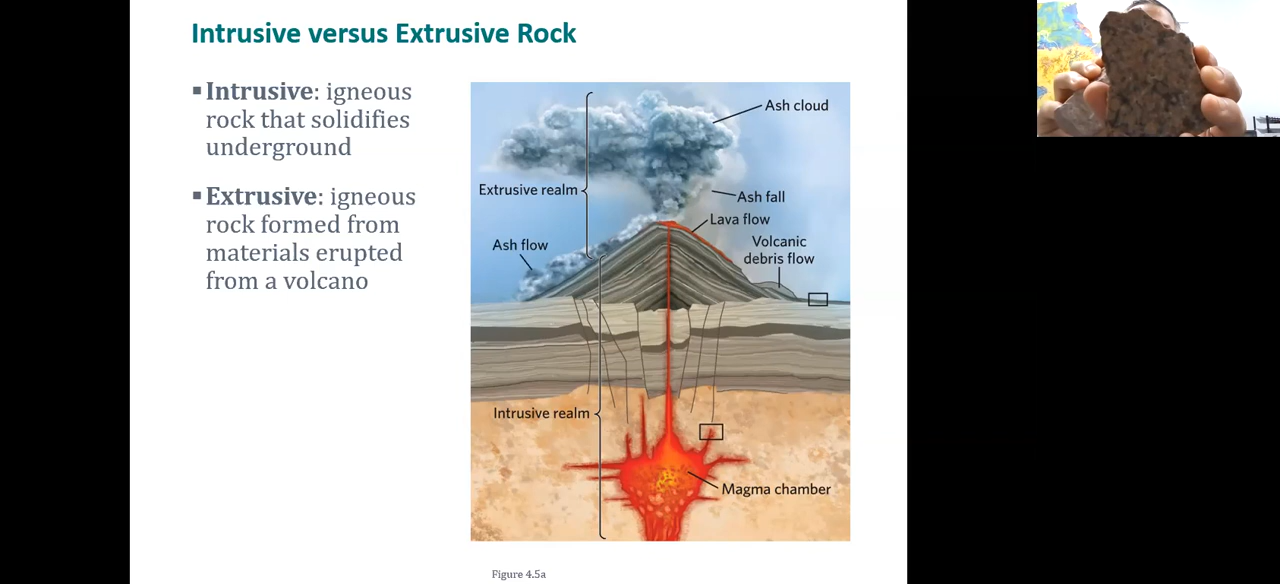 Intrusive versus Extrusive Rock
▪ Intrusive: igneous
rock that solidifies
underground
▪ Extrusive: igneous
rock formed from
materials erupted
from a volcano
Ash cloud
Extrusive realm
Ash fall
Lava flow
Ash flow
Volcanic
debris flow
Intrusive realm
Magma chamber
Figure 4.5a